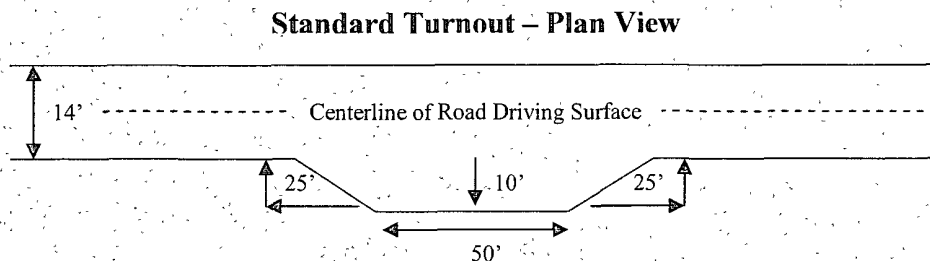 Standard Turnout – Plan View
14’
Centerline of Road Driving Surface
25’
10’
25’
50’